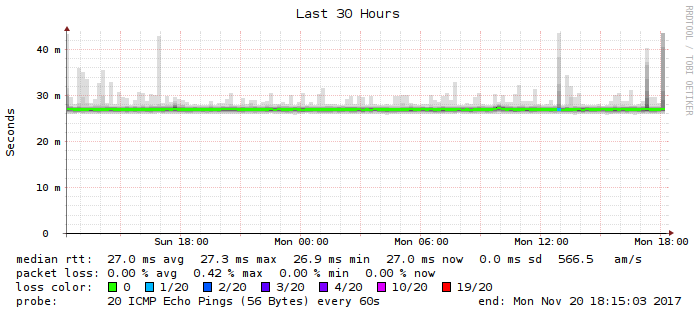 Last 30 Hours
RRDTOOL / TOBI OETIKER
Seconds
40 m
30 m
20 m
10 m
0
Sun 18:00 Mon 00:00 Mon 06:00 Mon 12:00 Mon 18:00
median rtt: 27.0 ms avg 27.3 ms max 26.9 ms min 27.0 ms now 0.0 ms sd 566.5 am/s
packet loss: 0.00 % avg 0.42 % max 0.00 % min 0.00 % now
loss color: 0 1/20 2/20 3/20 4/20 10/20 19/20
probe: 20 ICMP Echo Pings (56 Bytes) every 60s end: Mon Nov 20 18:15:03 2017